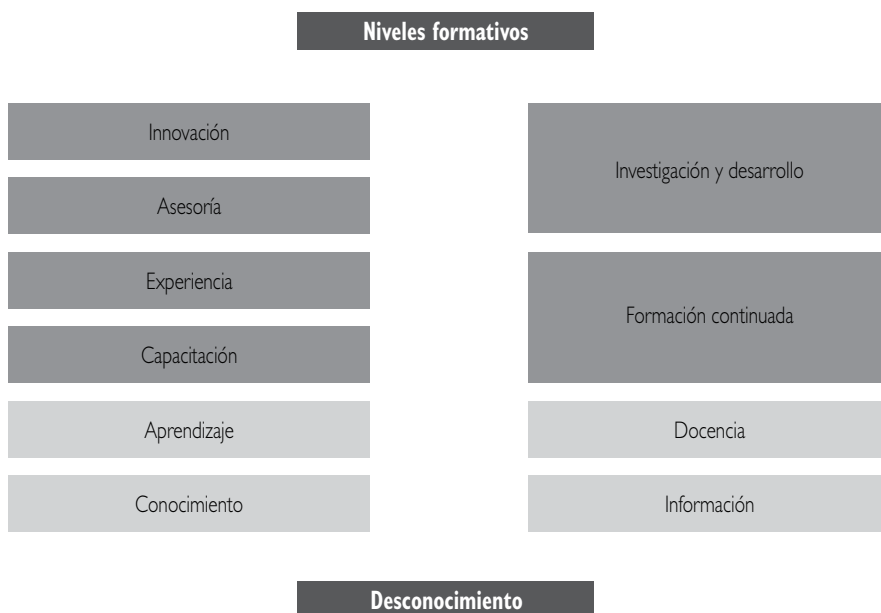 Niveles formativos
Innovación
Asesoría
Experiencia
Capacitación
Aprendizaje
Conocimiento
Investigación y desarrollo
Formación continuada
Docencia
Información
Desconocimiento